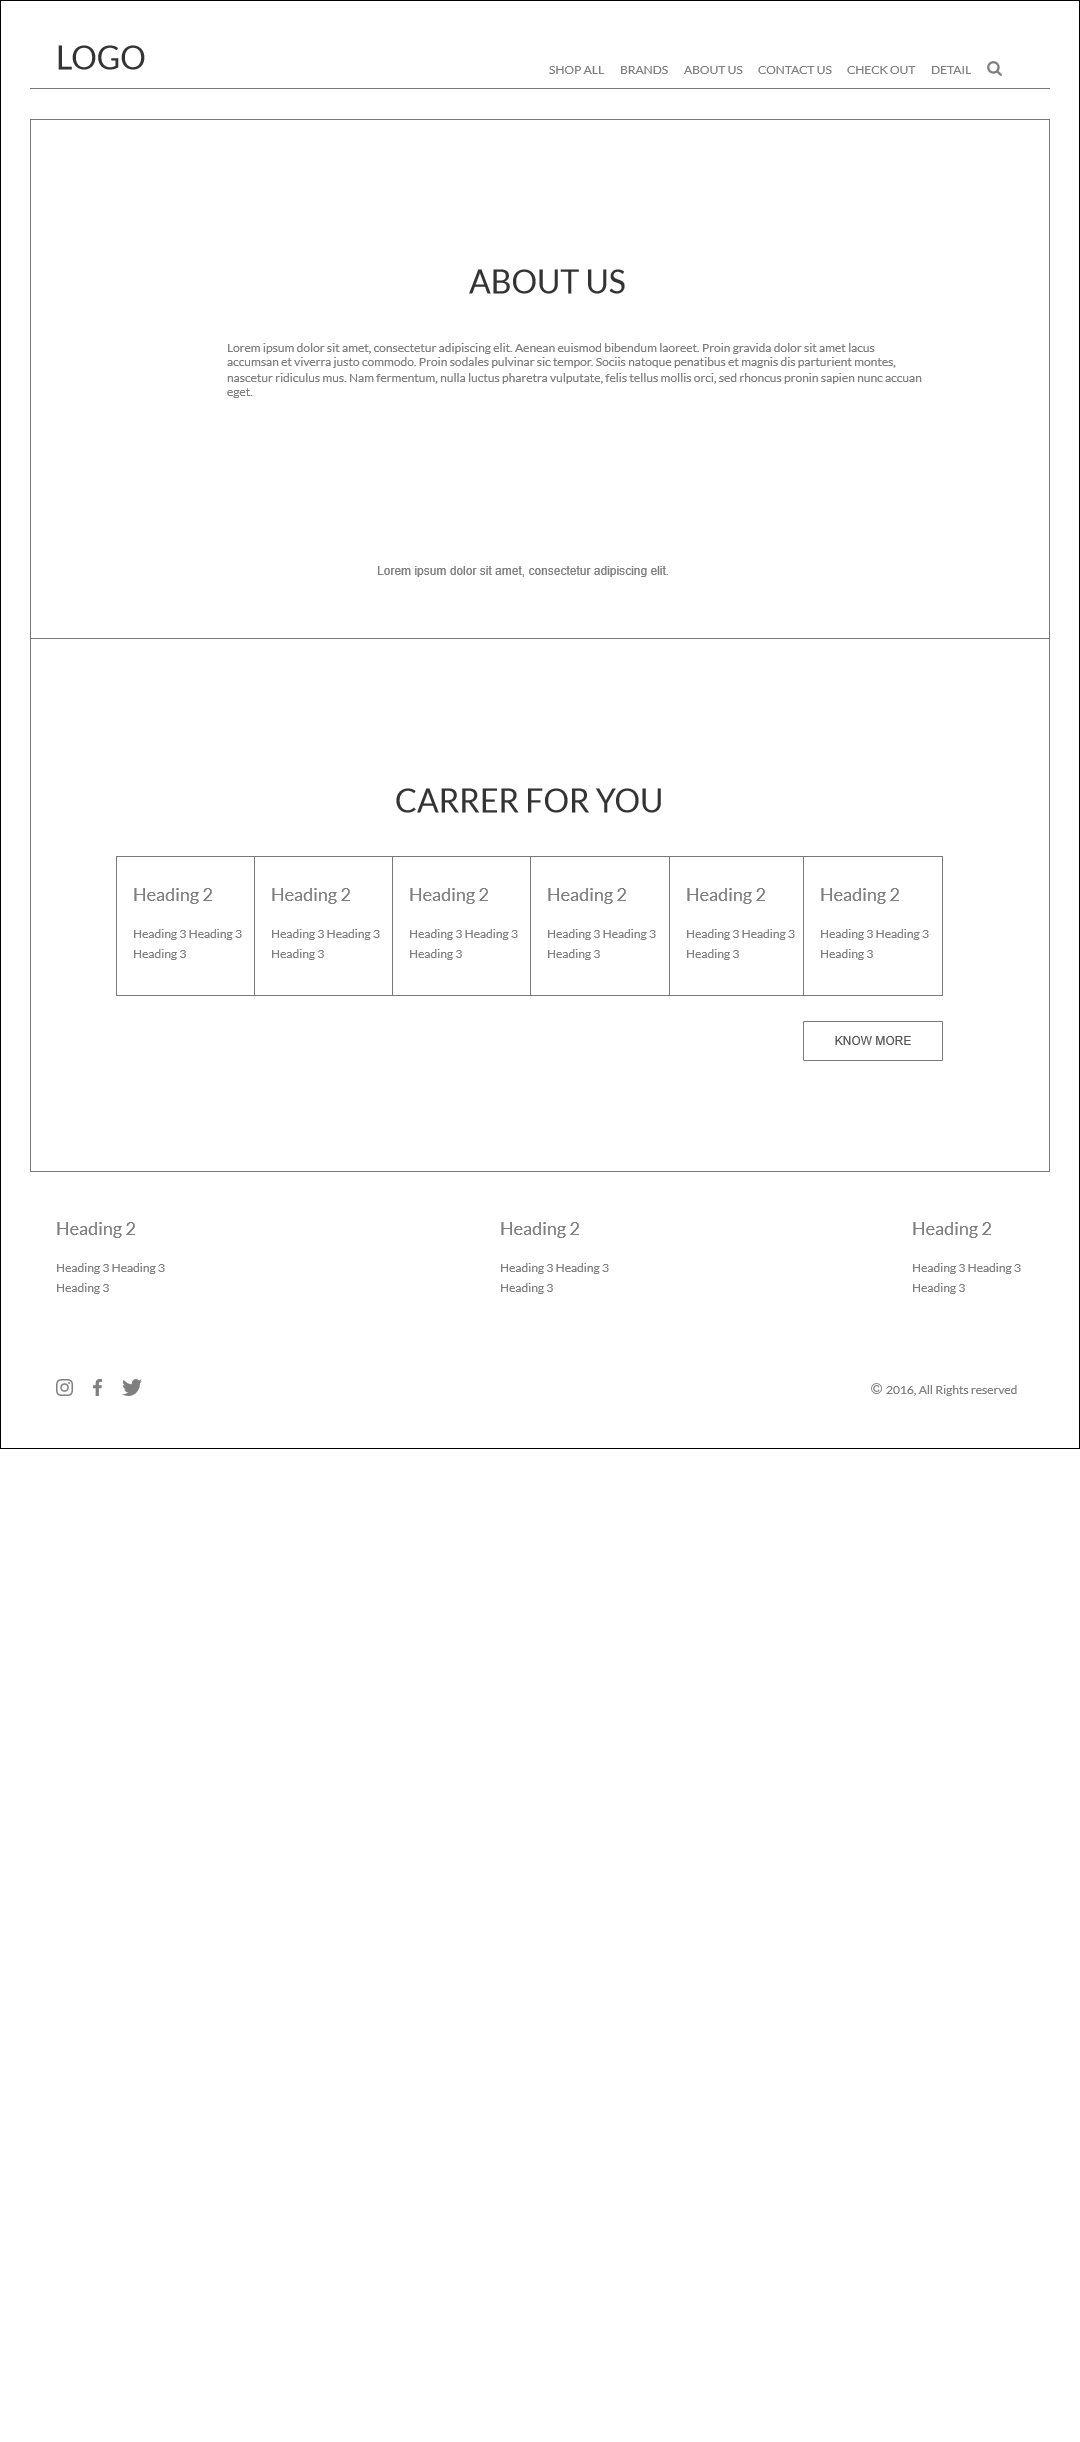 LOGO
SHOP ALL BRANDS ABOUT US CONTACT US CHECK OUT DETAIL
ABOUT US
Lorem ipsum dolor sit amet, consectetur adipiscing elit. Aenean euismod bibendum laoreet. Proin gravida dolor sit amet lacus
accumsan et viverra justo commodo. Proin sodales pulvinar sic tempor. Sociis natoque penatibus et magnis dis parturient montes,
nascetur ridiculus mus. Nam fermentum, nulla luctus pharetra vulputate, felis tellus mollis orci, sed rhoncus pronin sapien nunc accuan
eget.
Lorem ipsum dolor sit amet, consectetur adipiscing elit.
CARRER FOR YOU
Heading 2 Heading 2 Heading 2 Heading 2 Heading 2 Heading 2
Heading 3 Heading 3 Heading 3 Heading 3 Heading 3 Heading 3 Heading 3 Heading 3 Heading 3 Heading 3 Heading 3 Heading 3
Heading 3 Heading 3 Heading 3 Heading 3 Heading 3 Heading 3
KNOW MORE
Heading 2 Heading 2 Heading 2
Heading 3 Heading 3 Heading 3 Heading 3 Heading 3 Heading 3
Heading 3 Heading 3 Heading 3
© 2016, All Rights reserved